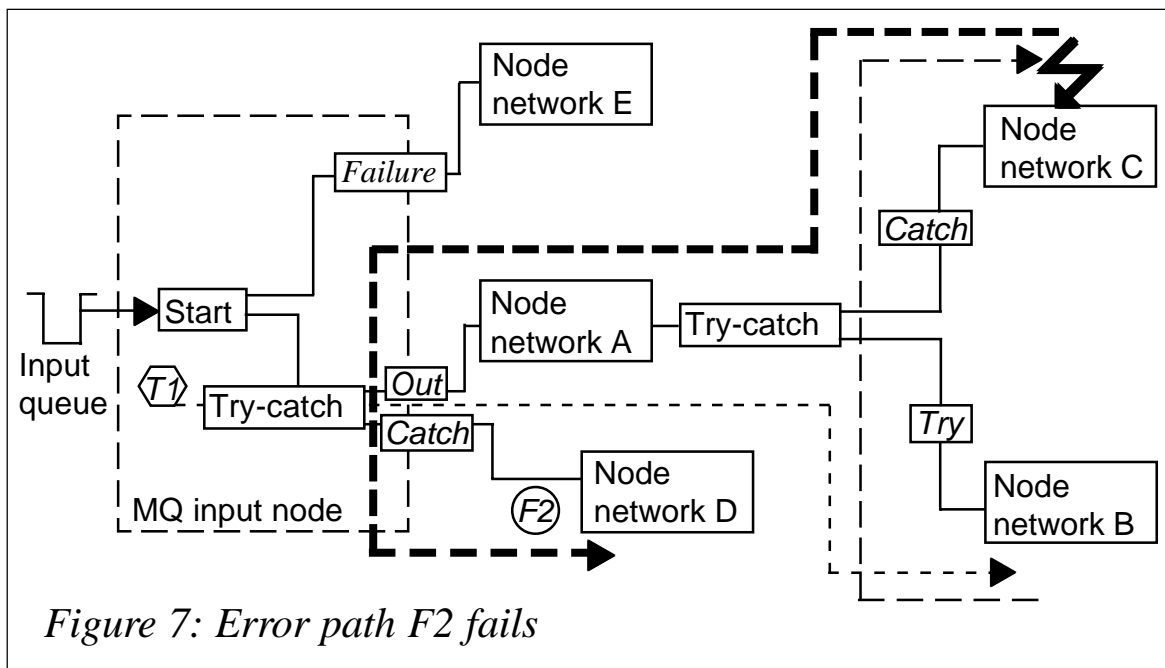 Node
network E
Failure
Node
network C
Catch
Start
Input
queue
Node
network A
Try-catch
T1
Try-catch
Out
Catch
Try
MQ input node
F2
Node
network D
Node
network B
Figure 7: Error path F2 fails